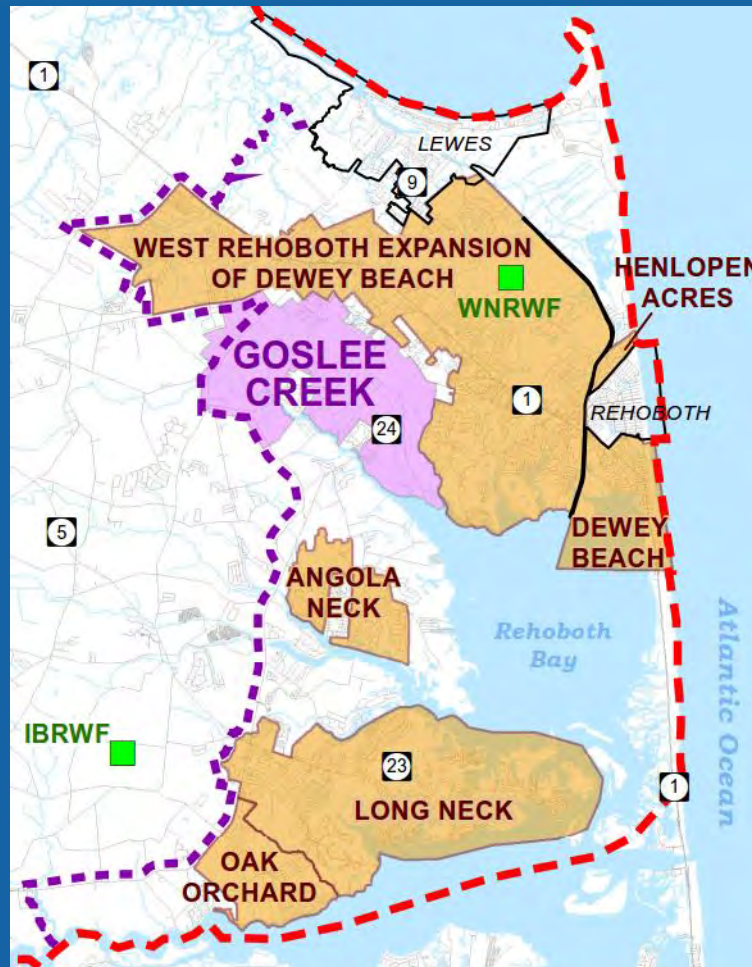 1
LEWES
9
WEST REHOBOTH EXPANSION
OF DEWEY BEACH
HENLOPEN
ACRES
WNRWF
GOSLEE
CREEK
1
REHOBOTH
24
5
DEWEY
BEACH
ANGOLA
NECK
Rehoboth
Bay
Atlantic Ocean
IBRWF
23
1
LONG NECK
OAK
ORCHARD